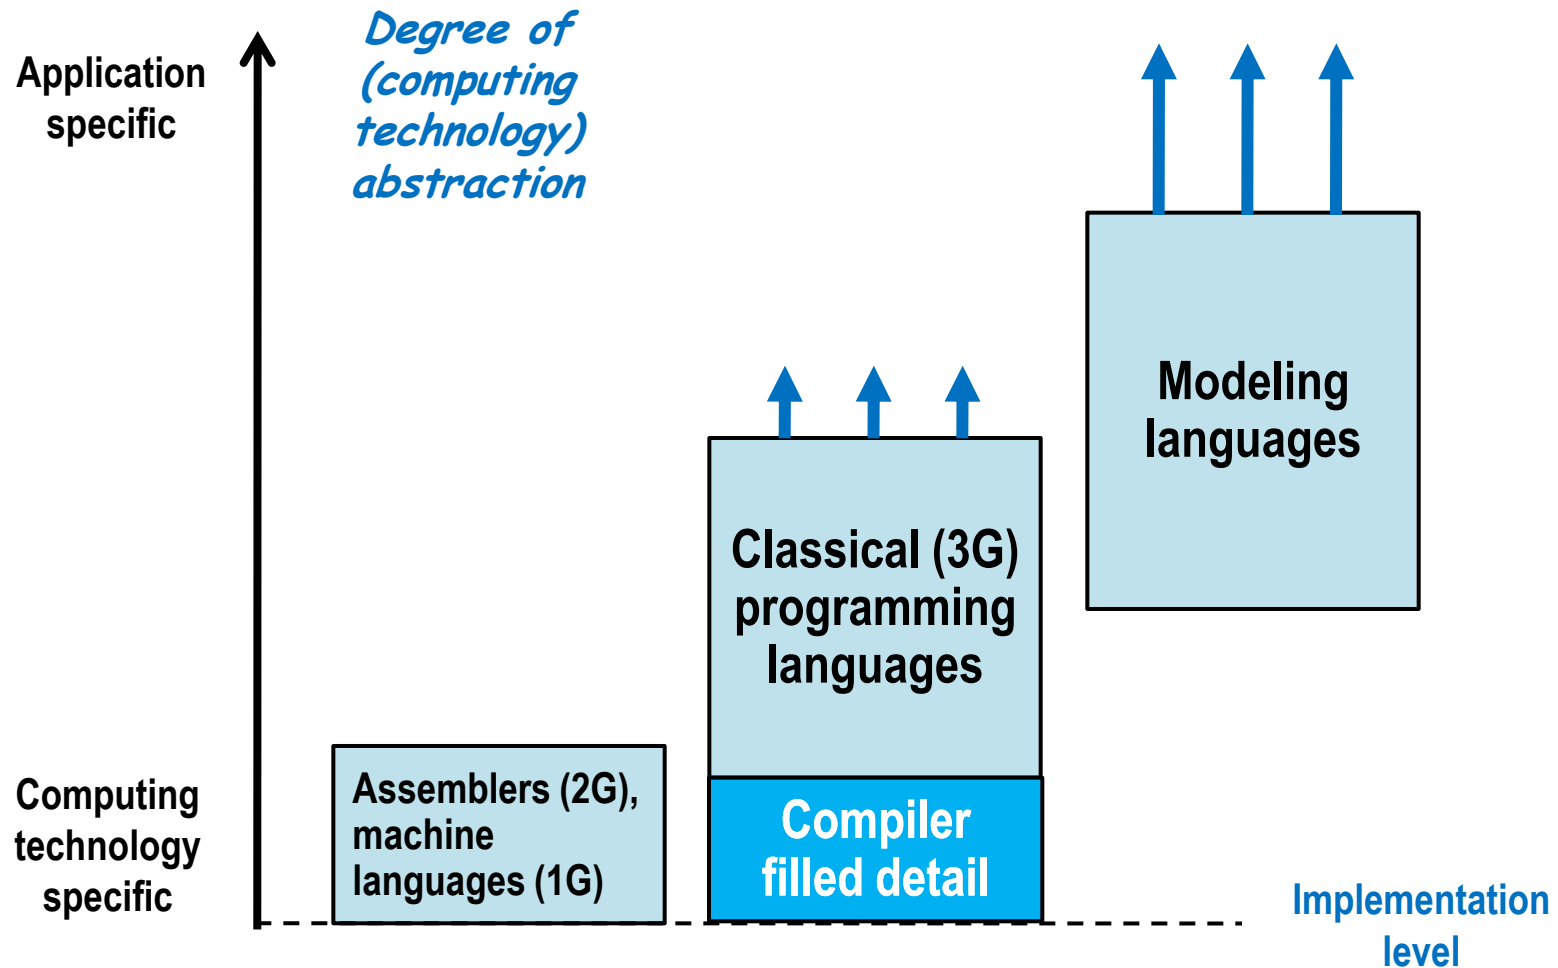 Application
specific
Degree of
(computing
technology)
abstraction
Modeling
languages
Classical (3G)
programming
languages
Computing
technology
specific
Assemblers (2G),
machine
languages (1G)
Compiler
filled detail
Implementation
level